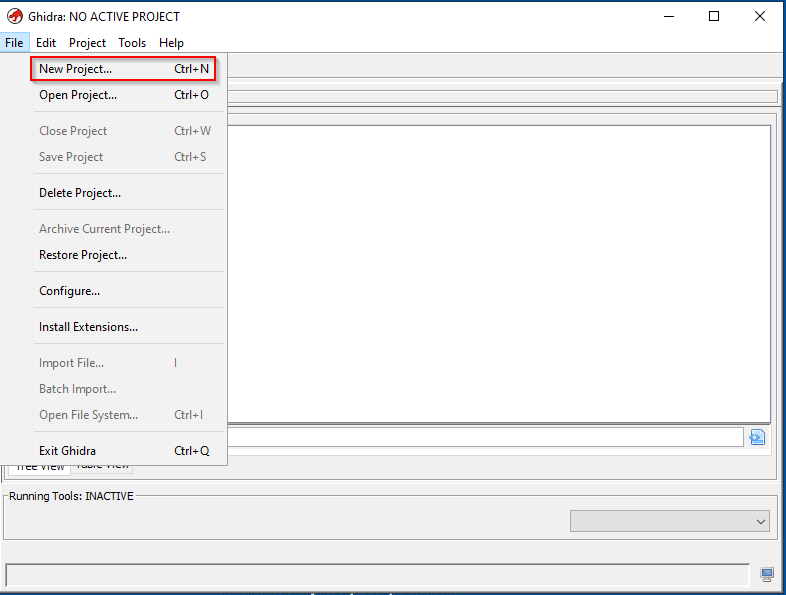 Ghidra: NO ACTIVE PROJECT
File Edit Project Tools Help
New Project... Ctrl+N
Open Project... Ctrl+O
Close Project Ctrl+W
Save Project Ctrl+S
Delete Project...
Archive Current Project...
Restore Project...
Configure...
Install Extensions...
Import File... I
Batch Import...
Open File System... Ctrl+I
Exit Ghidra Ctrl+Q
Tree View Table View
Running Tools: INACTIVE